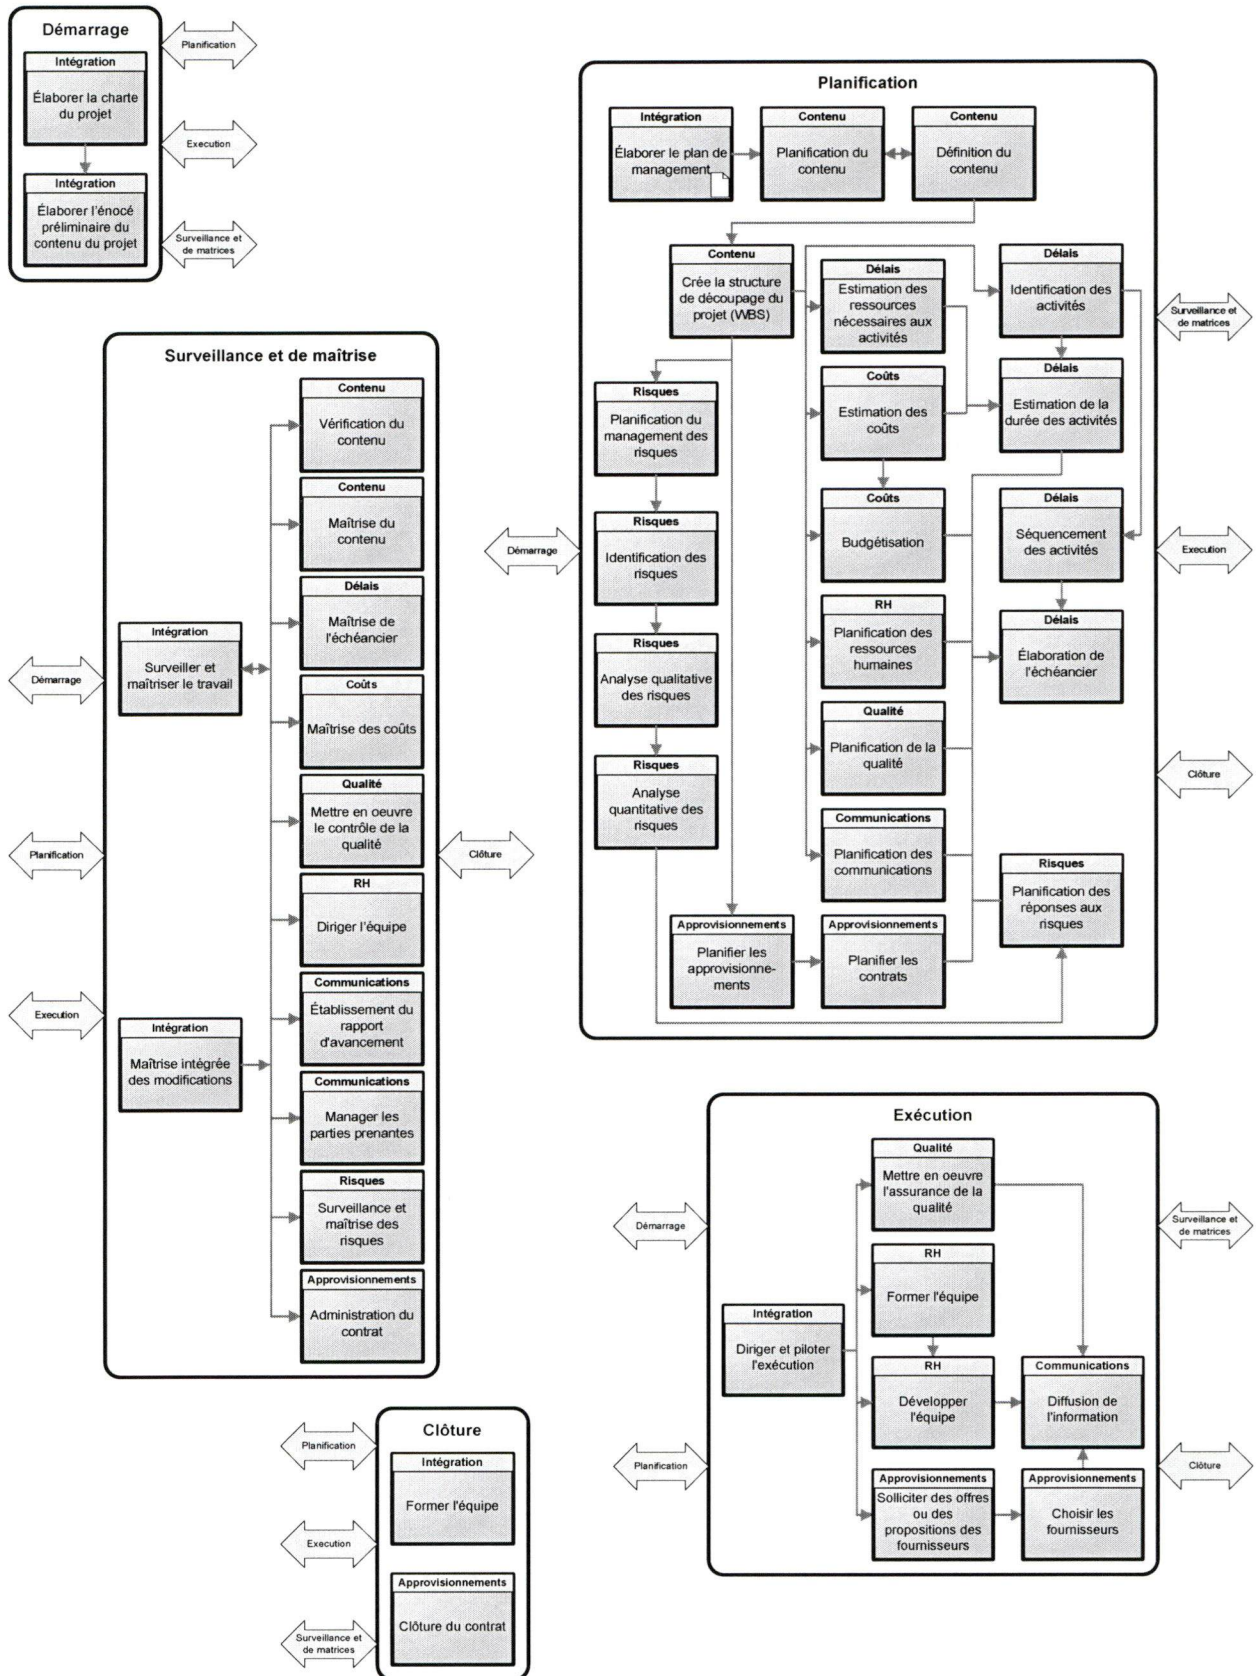 Démarrage
Intégration
Élaborer la charte
du projet
Intégration
Élaborer l'énocé
préliminaire du
contenu du projet
Planification
Execution
Surveillance et
de matrices
Planification
Intégration
Élaborer le plan de
management
Contenu
Planification du
contenu
Contenu
Définition du
contenu
Contenu
Crée la structure
de découpage du
projet (WBS)
Délais
Estimation des
ressources
nécessaires aux
activités
Délais
Identification des
activités
Risques
Planification du
management des
risques
Coûts
Estimation des
coûts
Délais
Estimation de la
durée des activités
Risques
Identification des
risques
Coûts
Budgétisation
Délais
Séquencement
des activités
Risques
Analyse qualitative
des risques
RH
Planification des
ressources
humaines
Délais
Élaboration de
l'échéancier
Risques
Analyse
quantitative des
risques
Qualité
Planification de la
qualité
Communications
Planification des
communications
Risques
Planification des
réponses aux
risques
Approvisionnements
Planifier les
approvisionne-
ments
Approvisionnements
Planifier les
contrats
Démarrage
Surveillance et
de matrices
Execution
Clôture
Surveillance et de maîtrise
Contenu
Vérification du
contenu
Contenu
Maîtrise du
contenu
Délais
Maîtrise de
l'échéancier
Intégration
Surveiller et
maîtriser le travail
Coûts
Maîtrise des coûts
Qualité
Mettre en oeuvre
le contrôle de la
qualité
RH
Diriger l'équipe
Communications
Établissement du
rapport
d'avancement
Intégration
Maîtrise intégrée
des modifications
Communications
Manager les
parties prenantes
Risques
Surveillance et
maîtrise des
risques
Approvisionnements
Administration du
contrat
Démarrage
Planification
Execution
Clôture
Exécution
Qualité
Mettre en oeuvre
l'assurance de la
qualité
RH
Former l'équipe
Intégration
Diriger et piloter
l'exécution
RH
Développer
l'équipe
Communications
Diffusion de
l'information
Approvisionnements
Solliciter des offres
ou des
propositions des
fournisseurs
Approvisionnements
Choisir les
fournisseurs
Démarrage
Planification
Surveillance et
de matrices
Clôture
Clôture
Intégration
Former l'équipe
Approvisionnements
Clôture du contrat
Planification
Execution
Surveillance et
de matrices